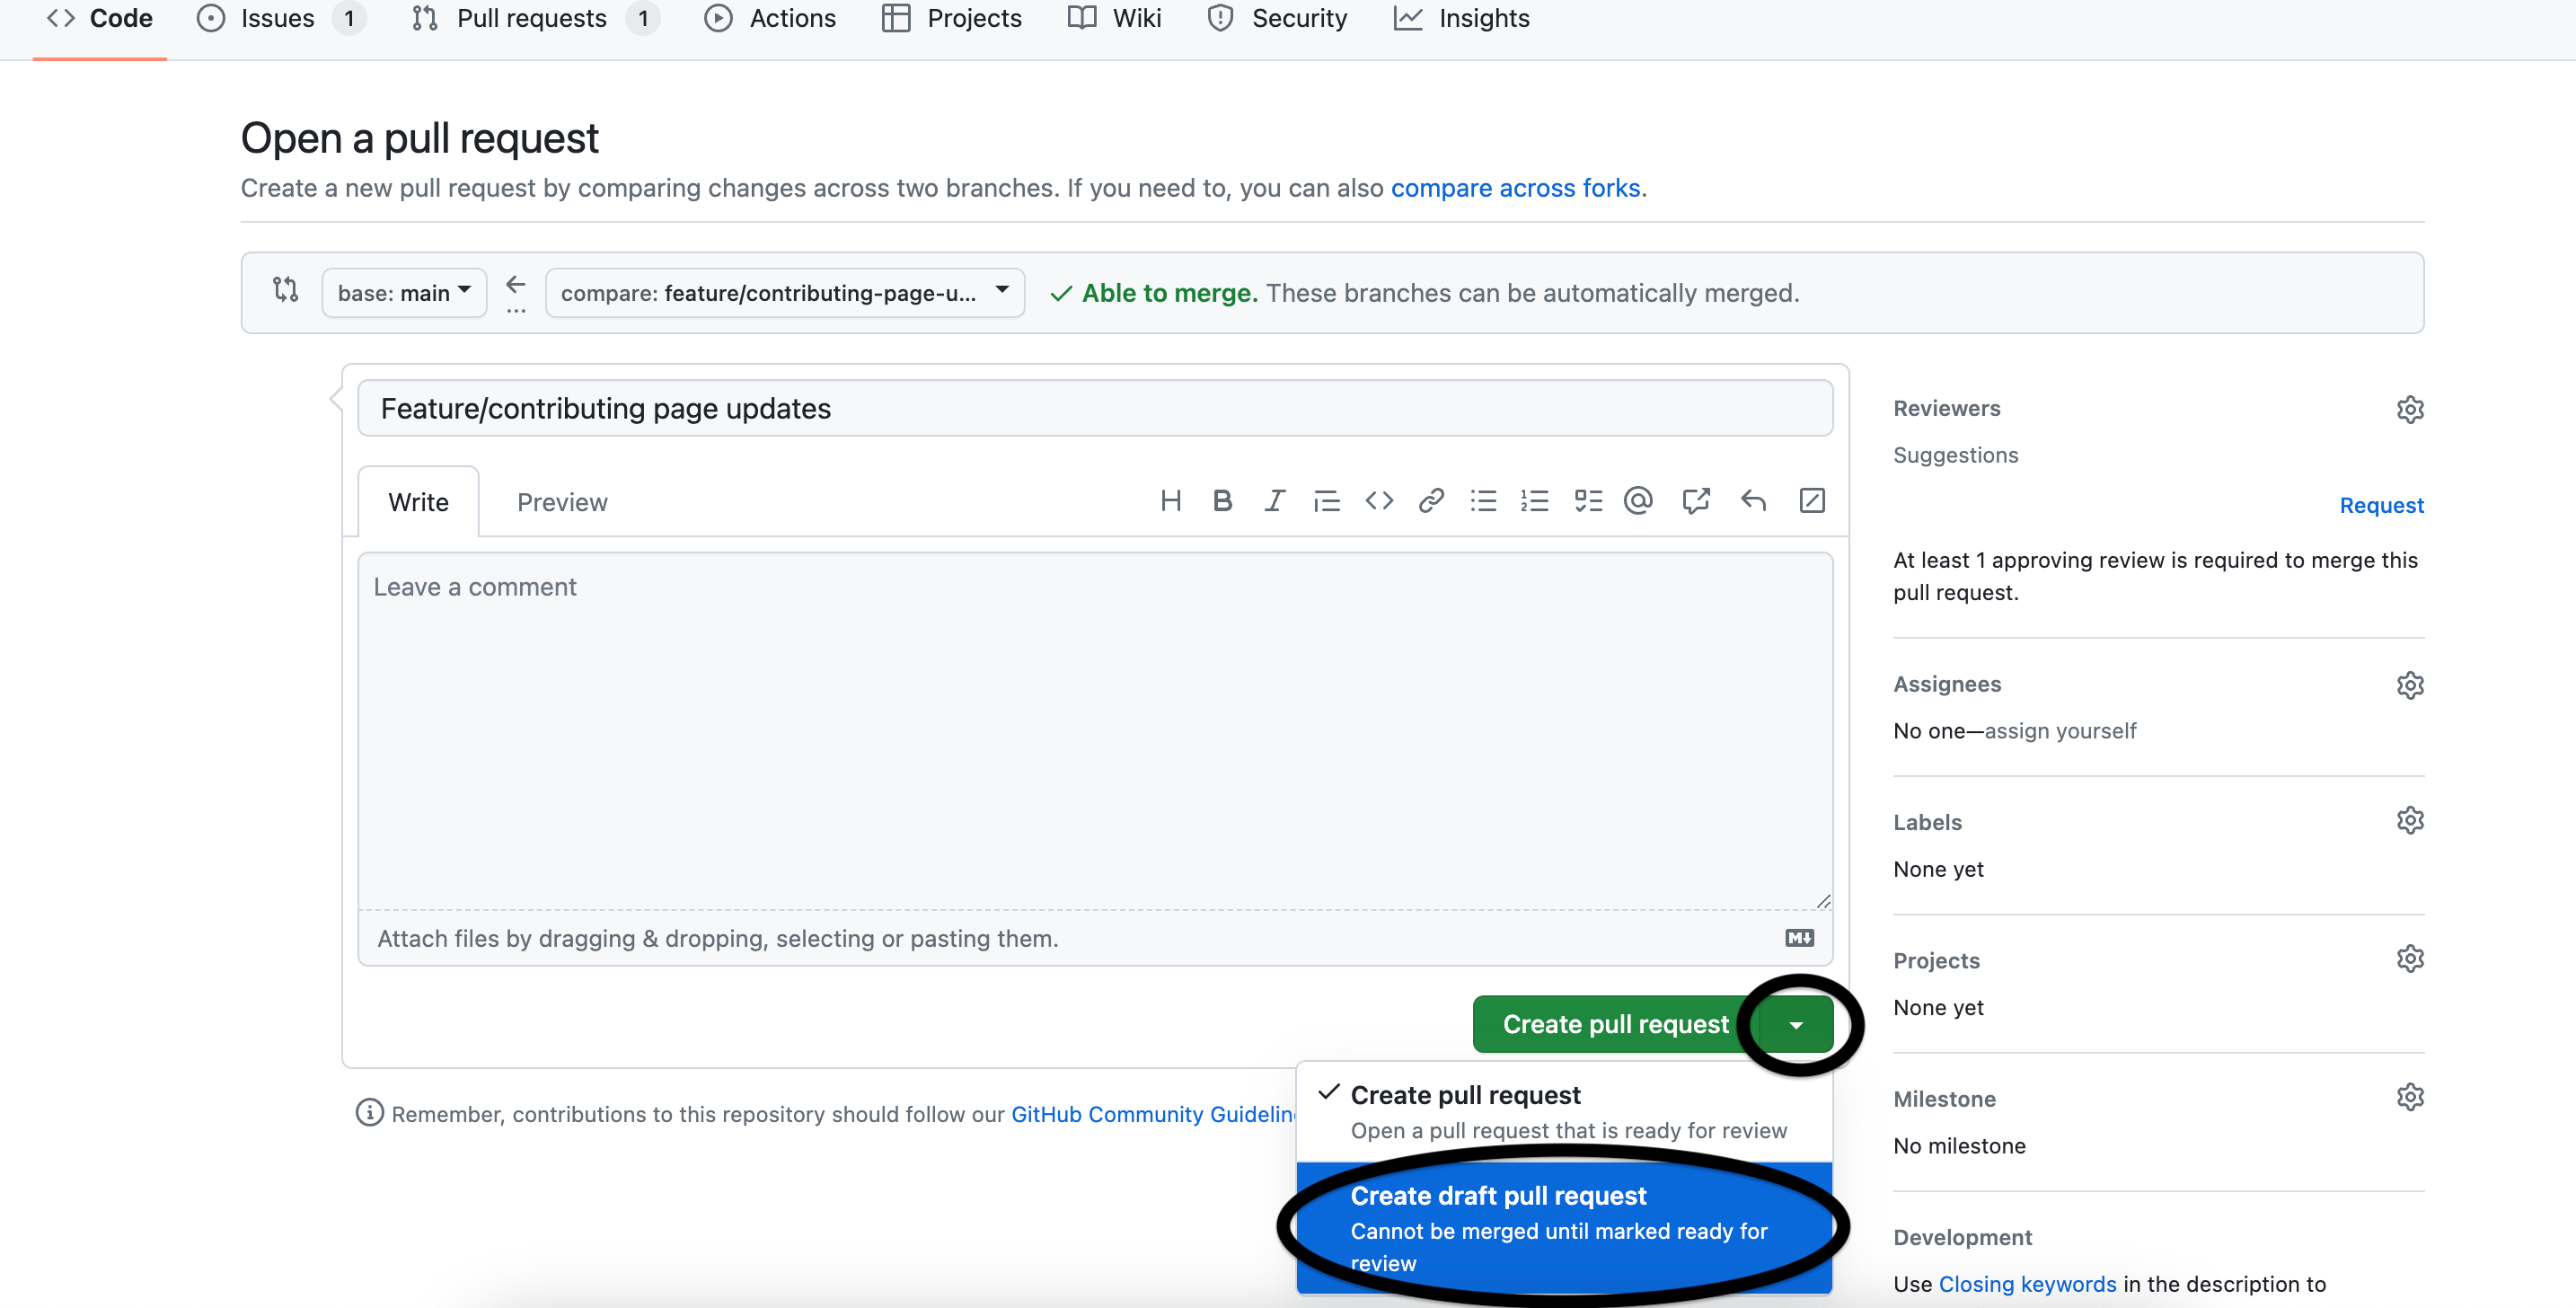 Code Issues 1 Pull requests 1 Actions Projects Wiki Security Insights
Open a pull request
Create a new pull request by comparing changes across two branches. If you need to, you can also compare across forks.
base: main compare: feature/contributing-page-u... Able to merge. These branches can be automatically merged.
Feature/contributing page updates
Write Preview
Leave a comment
Attach files by dragging & dropping, selecting or pasting them.
Create pull request
Create pull request
Open a pull request that is ready for review
Create draft pull request
Cannot be merged until marked ready for
review
Remember, contributions to this repository should follow our GitHub Community Guidelin
Reviewers
Suggestions
Request
At least 1 approving review is required to merge this
pull request.
Assignees
No one—assign yourself
Labels
None yet
Projects
None yet
Milestone
No milestone
Development
Use Closing keywords in the description to